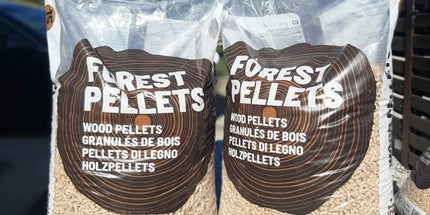 FOREST
PELLETS
WOOD PELLETS
GRANULÉS DE BOIS
PELLETS DI LEGNO
HOLZPELLETS
FOREST
PELLETS
WOOD PELLETS
GRANULÉS DE BOIS
PELLETS DI LEGNO
HOLZPELLETS